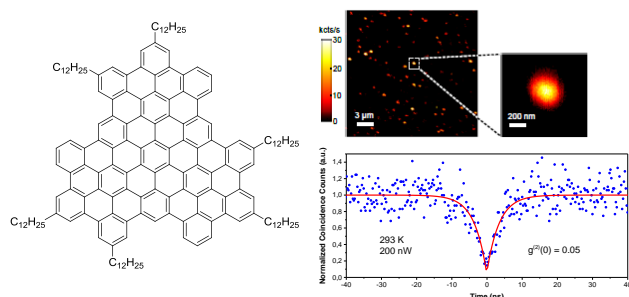 C12H25
C12H25
C12H25
C12H25
C12H25
C12H25
kcts/s
30
20
10
0
3 µm
200 nm
Normalized Coincidence Counts (a.u.)
1,4
1,2
1,0
0,8
0,6
0,4
0,2
0,0
293 K
200 nW
g(2)(0) = 0.05
-40 -30 -20 -10 0 10 20 30 40
Time (ns)